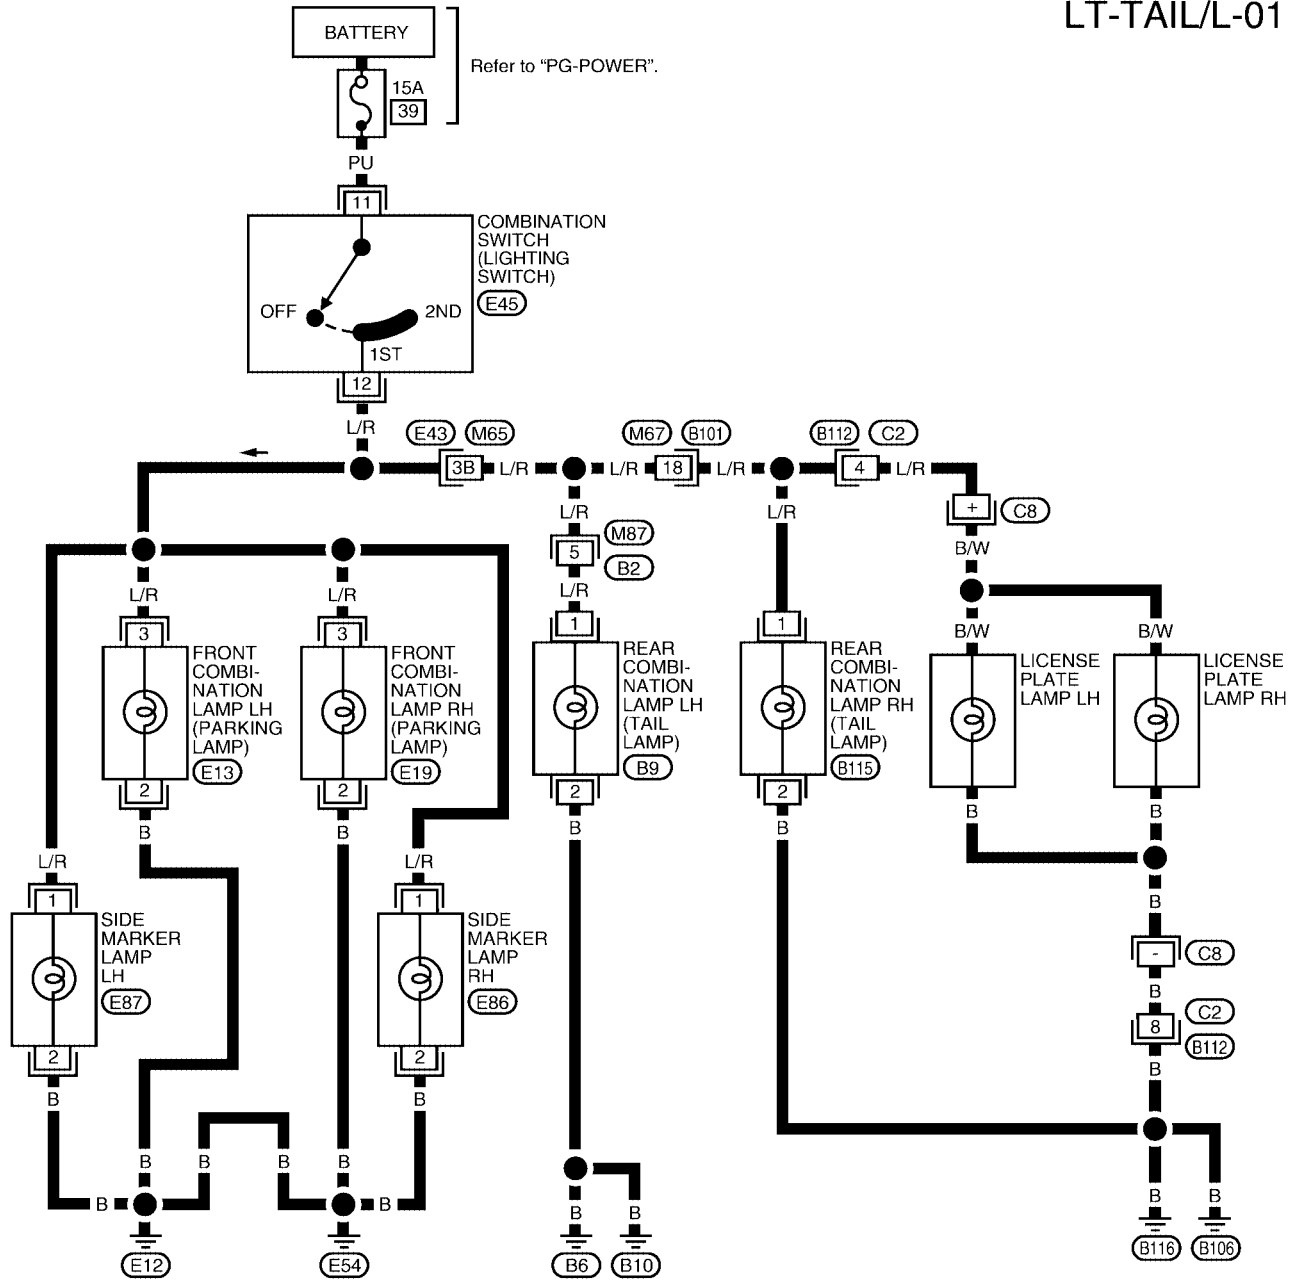 LT-TAIL/L-01
BATTERY
Refer to “PG-POWER”.
15A
39
PU
11
COMBINATION
SWITCH
(LIGHTING
SWITCH)
E45
OFF
2ND
1ST
12
L/R
E43 M65
M67 B101
B112 C2
3B L/R L/R 18 L/R 4 L/R
+ C8
L/R
L/R
M87
5
B2
L/R
B/W
L/R
L/R
3
3
1
1
B/W
B/W
FRONT
COMBI-
NATION
LAMP LH
(PARKING
LAMP)
E13
FRONT
COMBI-
NATION
LAMP RH
(PARKING
LAMP)
E19
REAR
COMBI-
NATION
LAMP LH
(TAIL
LAMP)
B9
REAR
COMBI-
NATION
LAMP RH
(TAIL
LAMP)
B115
LICENSE
PLATE
LAMP LH
LICENSE
PLATE
LAMP RH
2
2
2
2
B
B
B
B
B
B
L/R
L/R
1
1
SIDE
MARKER
LAMP
LH
E87
SIDE
MARKER
LAMP
RH
E86
B
- C8
B
C2
8
B112
B
2
2
B
B
B B B B
B B
B B
B B
E12 E54 B6 B10 B116 B106